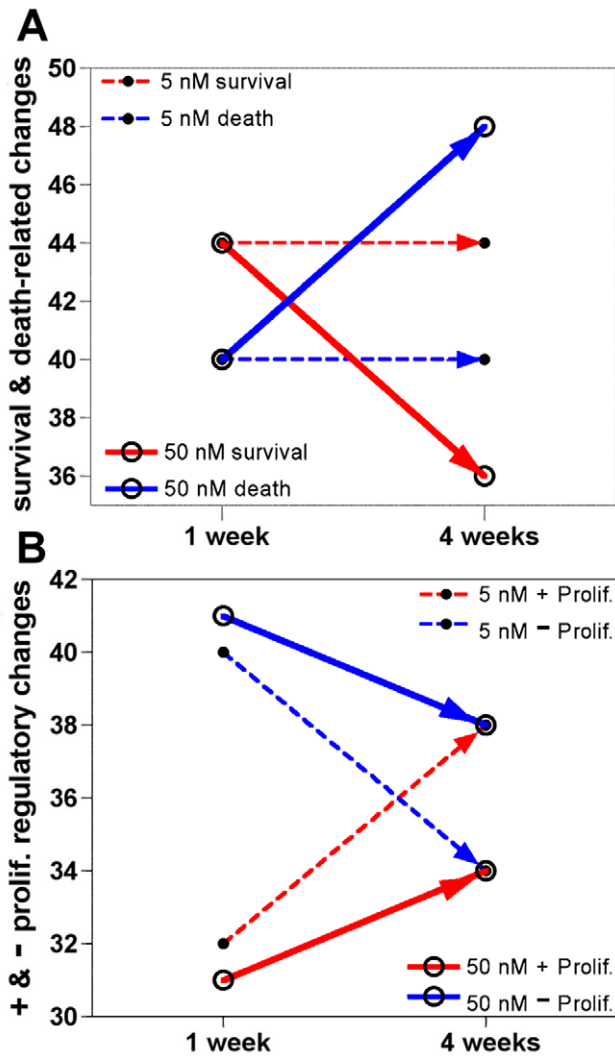 A
survival & death-related changes
50
48
46
44
42
40
38
36
5 nM survival
5 nM death
50 nM survival
50 nM death
1 week
4 weeks
B
+ & - prolif. regulatory changes
42
40
38
36
34
32
30
5 nM + Prolif.
5 nM − Prolif.
50 nM + Prolif.
50 nM − Prolif.
1 week
4 weeks